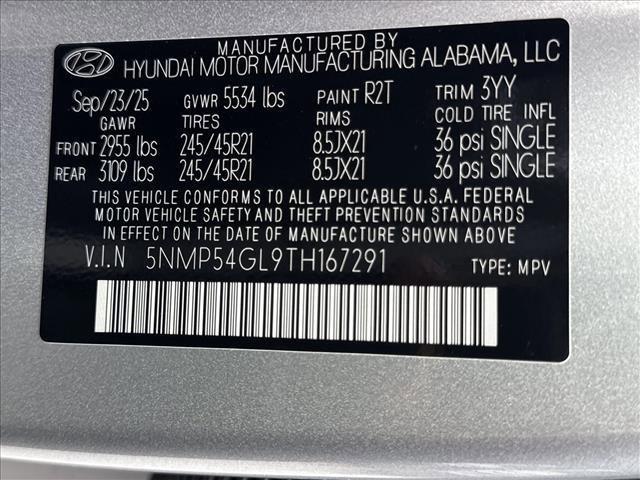 MANUFACTURED BY
HYUNDAI MOTOR MANUFACTURING ALABAMA, LLC
Sep/23/25 GVWR 5534 lbs PAINT R2T TRIM 3YY
GAWR TIRES RIMS COLD TIRE INFL
FRONT 2955 lbs 245/45R21 8.5JX21 36 psi SINGLE
REAR 3109 lbs 245/45R21 8.5JX21 36 psi SINGLE
THIS VEHICLE CONFORMS TO ALL APPLICABLE U.S.A. FEDERAL
MOTOR VEHICLE SAFETY AND THEFT PREVENTION STANDARDS
IN EFFECT ON THE DATE OF MANUFACTURE SHOWN ABOVE.
V.I.N 5NMP54GL9TH167291 TYPE: MPV